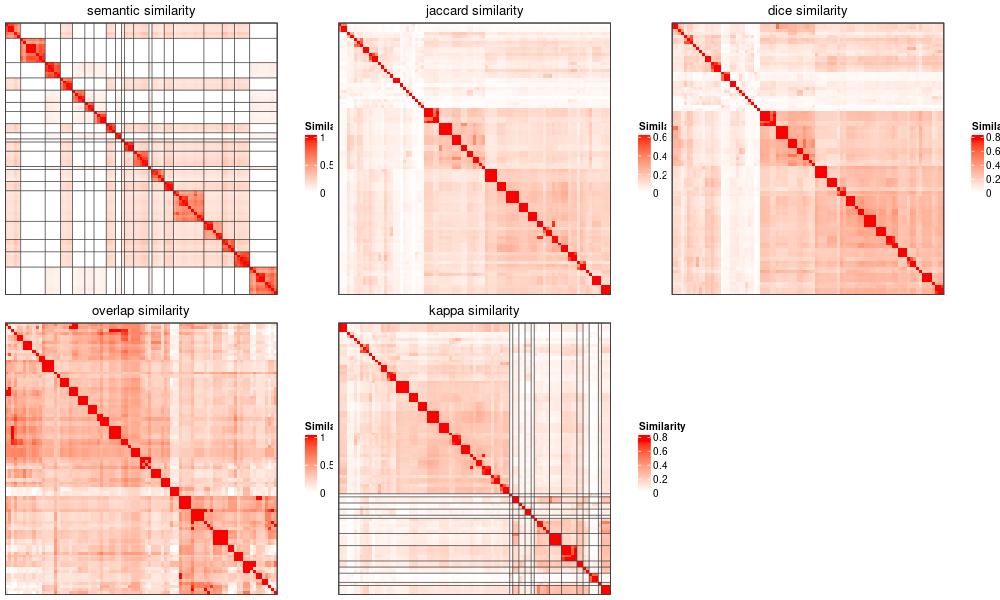 semantic similarity
jaccard similarity
dice similarity
Simila
1
0.5
0
Simila
0.6
0.4
0.2
0
Simila
0.8
0.6
0.4
0.2
0
overlap similarity
kappa similarity
Simila
1
0.5
0
Similarity
0.8
0.6
0.4
0.2
0